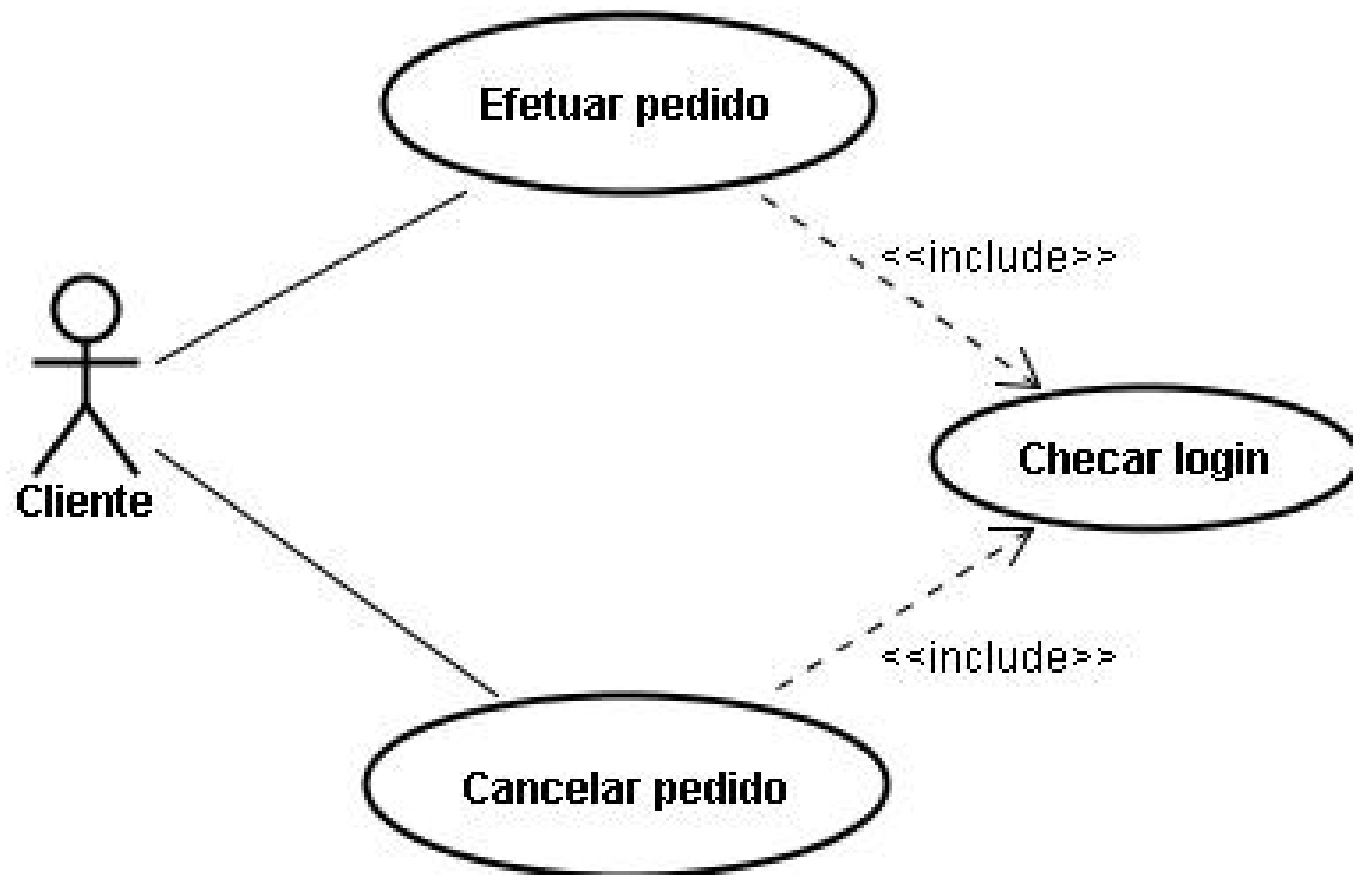 Efetuar pedido
<<include>>
Cliente
Checar login
<<include>>
Cancelar pedido